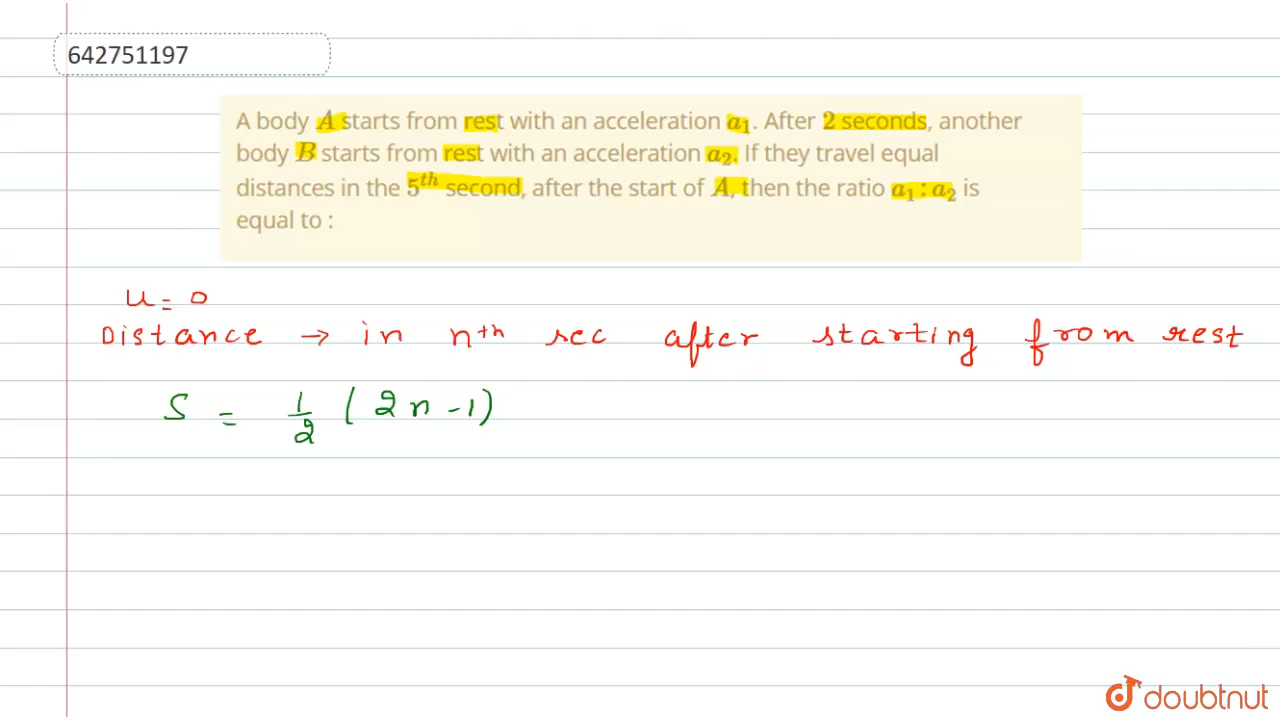 642751197
A body A starts from rest with an acceleration a₁. After 2 seconds, another
body B starts from rest with an acceleration a₂. If they travel equal
distances in the 5ᵗʰ second, after the start of A, then the ratio a₁ : a₂ is
equal to :
u = 0
Distance → in nᵗʰ sec after starting from rest
S = 1/2 (2n - 1)
doubtnut